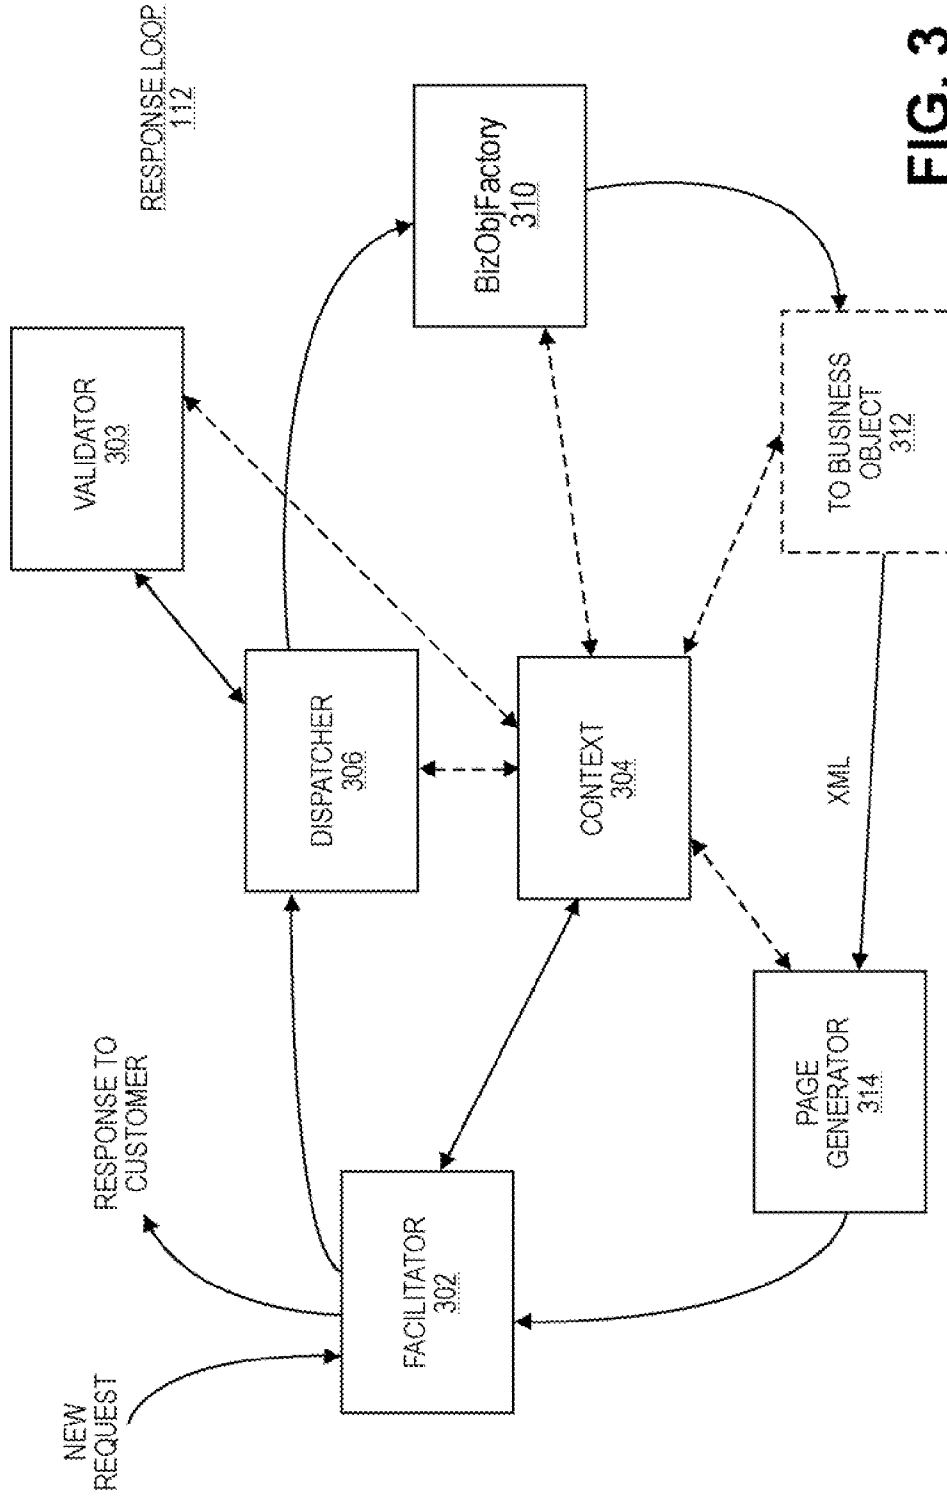 RESPONSE LOOP
112
VALIDATOR
303
BizObjFactory
310
DISPATCHER
306
CONTEXT
304
TO BUSINESS
OBJECT
312
XML
RESPONSE TO
CUSTOMER
NEW
REQUEST
FACILITATOR
302
PAGE
GENERATOR
314
FIG. 3